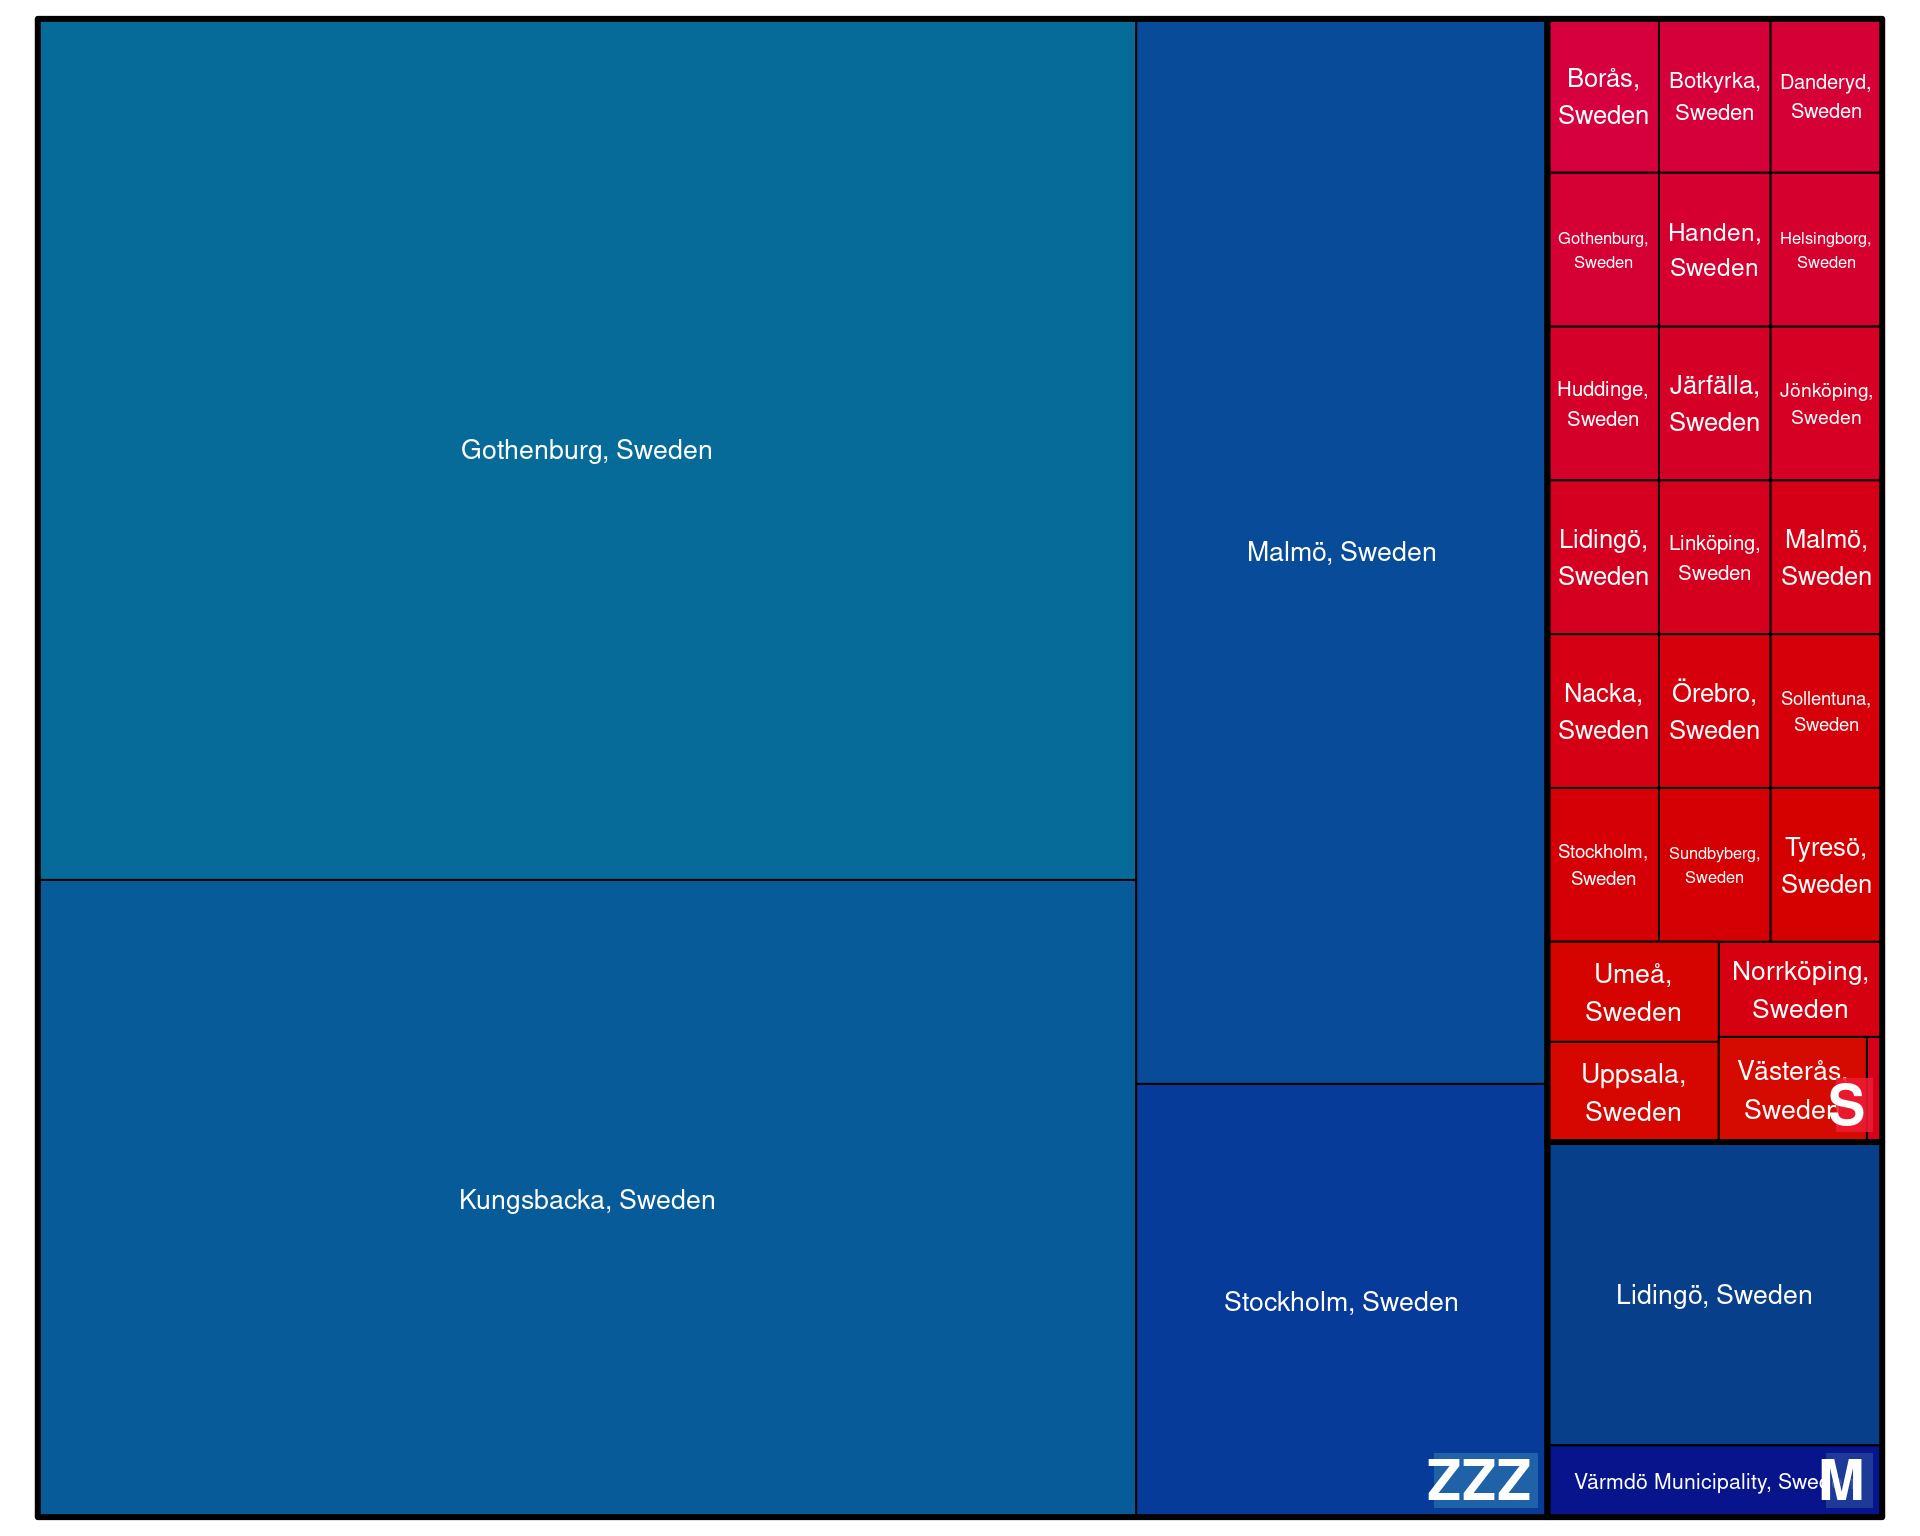 Gothenburg, Sweden
Kungsbacka, Sweden
Malmö, Sweden
Stockholm, Sweden
ZZZ
Borås,
Sweden
Botkyrka,
Sweden
Danderyd,
Sweden
Gothenburg,
Sweden
Handen,
Sweden
Helsingborg,
Sweden
Huddinge,
Sweden
Järfälla,
Sweden
Jönköping,
Sweden
Lidingö,
Sweden
Linköping,
Sweden
Malmö,
Sweden
Nacka,
Sweden
Örebro,
Sweden
Sollentuna,
Sweden
Stockholm,
Sweden
Sundbyberg,
Sweden
Tyresö,
Sweden
Umeå,
Sweden
Norrköping,
Sweden
Uppsala,
Sweden
Västerås,
Sweden
S
Lidingö, Sweden
Värmdö Municipality, Swed
M